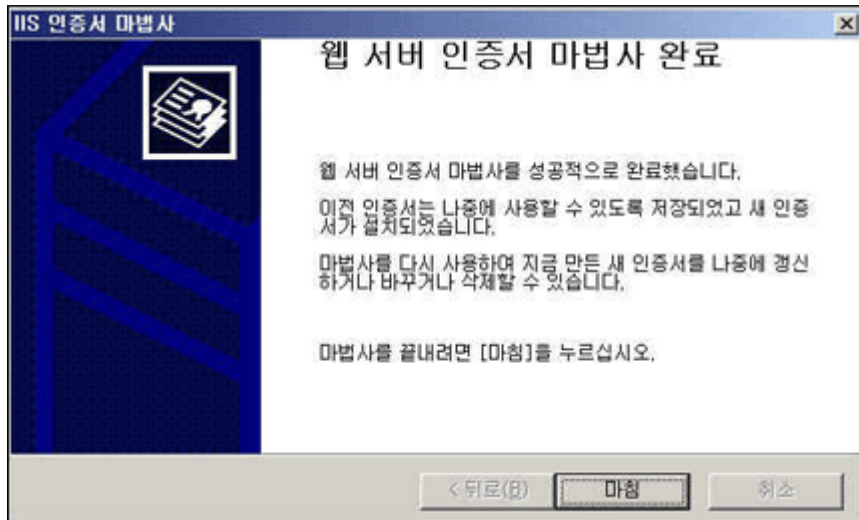 IIS 인증서 마법사
웹 서버 인증서 마법사 완료
웹 서버 인증서 마법사를 성공적으로 완료했습니다.
이전 인증서는 나중에 사용할 수 있도록 저장되었고 새 인증
서가 설치되었습니다.
마법사를 다시 사용하여 지금 만든 새 인증서를 나중에 갱신
하거나 바꾸거나 삭제할 수 있습니다.
마법사를 끝내려면 [마침]을 누르십시오.
< 뒤로(B) 마침 취소